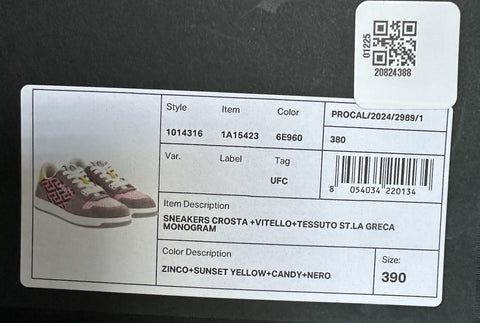 01225
20824388
Style Item Color PROCAL/2024/2989/1
1014316 1A15423 6E960 380
Var. Label Tag
UFC
8 054034 220134
Item Description
SNEAKERS CROSTA +VITELLO+TESSUTO ST.LA GRECA
MONOGRAM
Color Description Size:
ZINCO+SUNSET YELLOW+CANDY+NERO 390